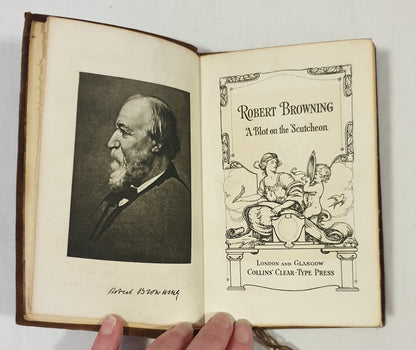 Robert Browning
ROBERT BROWNING
A Blot on the 'Scutcheon.
LONDON AND GLASGOW
COLLINS' CLEAR-TYPE PRESS